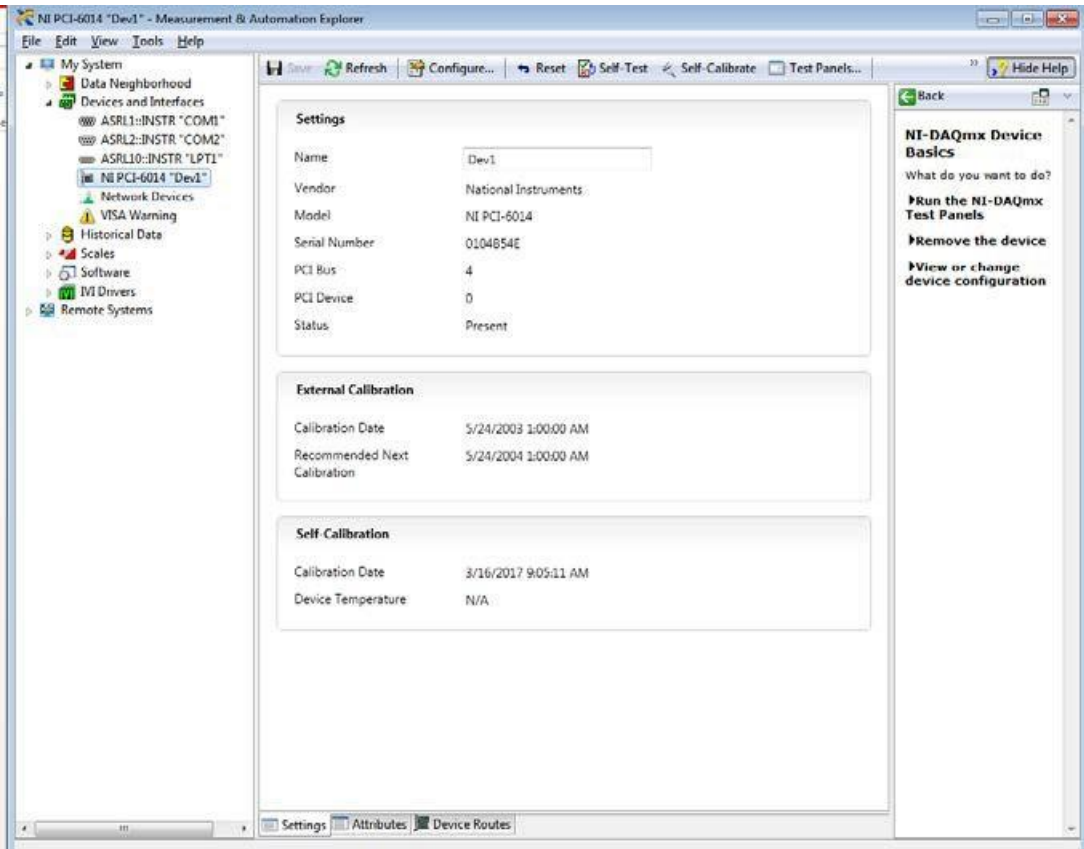 NI PCI-6014 "Dev1" - Measurement & Automation Explorer
File Edit View Tools Help
My System
Data Neighborhood
Devices and Interfaces
ASRL1::INSTR "COM1"
ASRL2::INSTR "COM2"
ASRL10::INSTR "LPT1"
NI PCI-6014 "Dev1"
Network Devices
VISA Warning
Historical Data
Scales
Software
IVI Drivers
Remote Systems
Save Refresh Configure... Reset Self-Test Self-Calibrate Test Panels... Hide Help
Settings
Name Dev1
Vendor National Instruments
Model NI PCI-6014
Serial Number 0104B54E
PCI Bus 4
PCI Device 0
Status Present
External Calibration
Calibration Date 5/24/2003 1:00:00 AM
Recommended Next 5/24/2004 1:00:00 AM
Calibration
Self-Calibration
Calibration Date 3/16/2017 9:05:11 AM
Device Temperature N/A
Settings Attributes Device Routes
Back
NI-DAQmx Device
Basics
What do you want to do?
Run the NI-DAQmx
Test Panels
Remove the device
View or change
device configuration